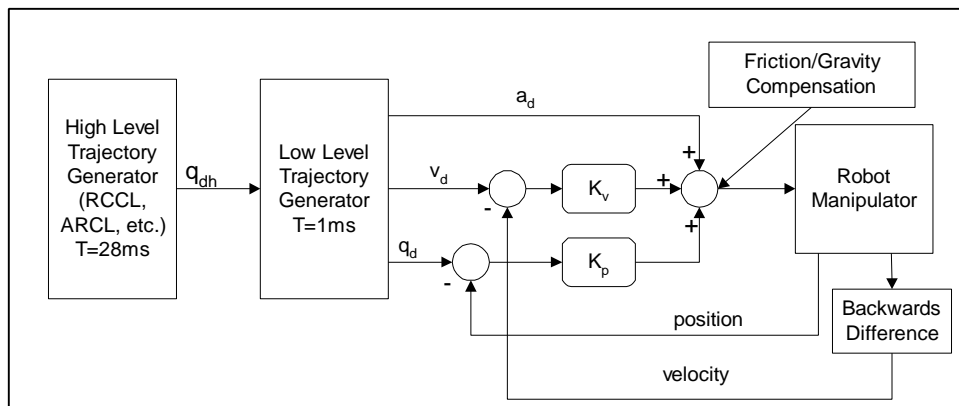 Friction/Gravity
Compensation
High Level
Trajectory
Generator
(RCCL,
ARCL, etc.)
T=28ms
q_dh
Low Level
Trajectory
Generator
T=1ms
a_d
v_d
q_d
-
-
K_v
K_p
+
+
+
Robot
Manipulator
Backwards
Difference
position
velocity